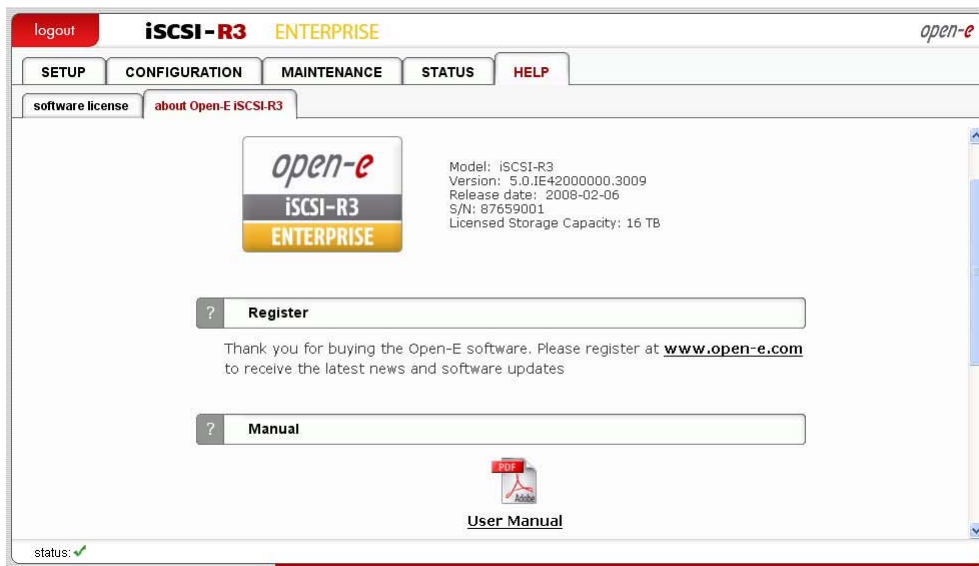 logout
iSCSI-R3 ENTERPRISE
open-e
SETUP CONFIGURATION MAINTENANCE STATUS HELP
software license about Open-E iSCSI-R3
open-e
iSCSI-R3
ENTERPRISE
Model: iSCSI-R3
Version: 5.0.IE42000000.3009
Release date: 2008-02-06
S/N: 87659001
Licensed Storage Capacity: 16 TB
? Register
Thank you for buying the Open-E software. Please register at www.open-e.com
to receive the latest news and software updates
? Manual
PDF
Adobe
User Manual
status: